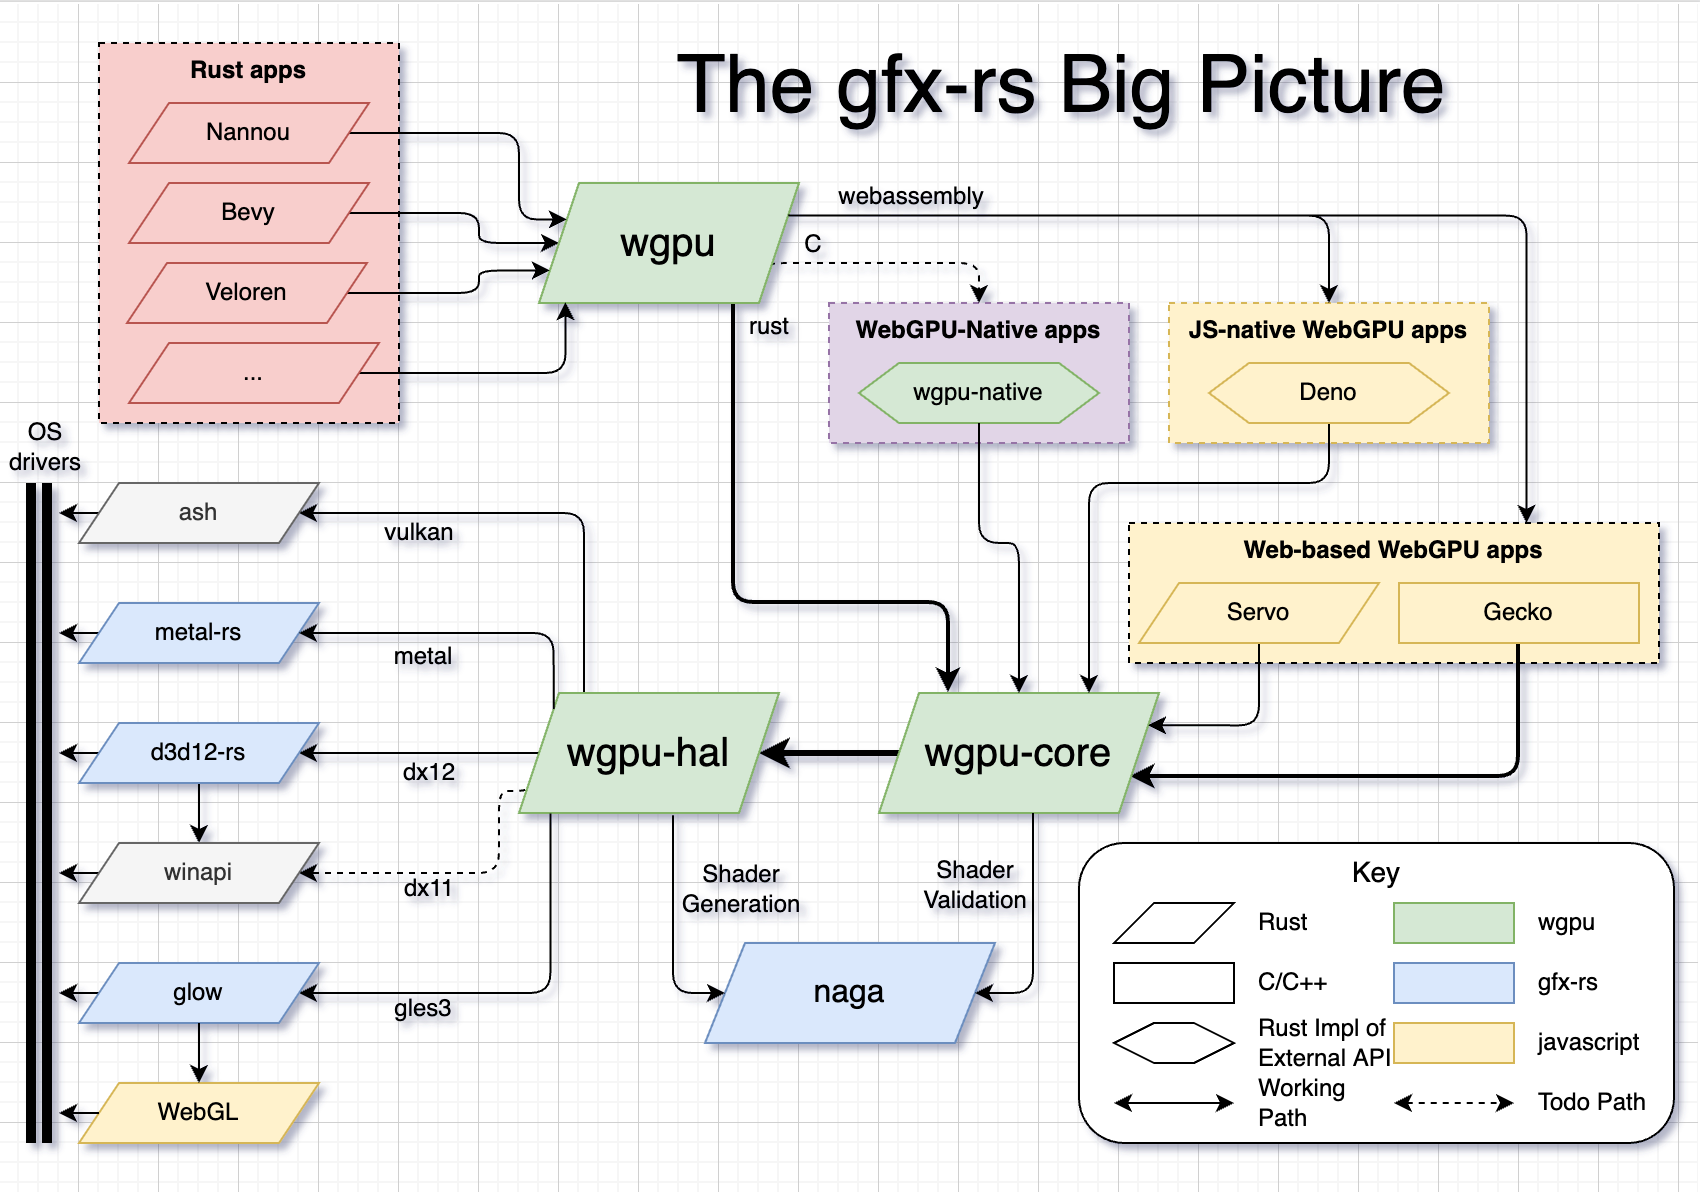 The gfx-rs Big Picture
Rust apps
Nannou
Bevy
Veloren
...
wgpu
webassembly
C
rust
WebGPU-Native apps
wgpu-native
JS-native WebGPU apps
Deno
Web-based WebGPU apps
Servo
Gecko
OS
drivers
ash
vulkan
metal-rs
metal
d3d12-rs
dx12
winapi
dx11
glow
gles3
WebGL
wgpu-hal
wgpu-core
Shader
Generation
Shader
Validation
naga
Key
Rust
wgpu
C/C++
gfx-rs
Rust Impl of
External API
javascript
Working
Path
Todo Path